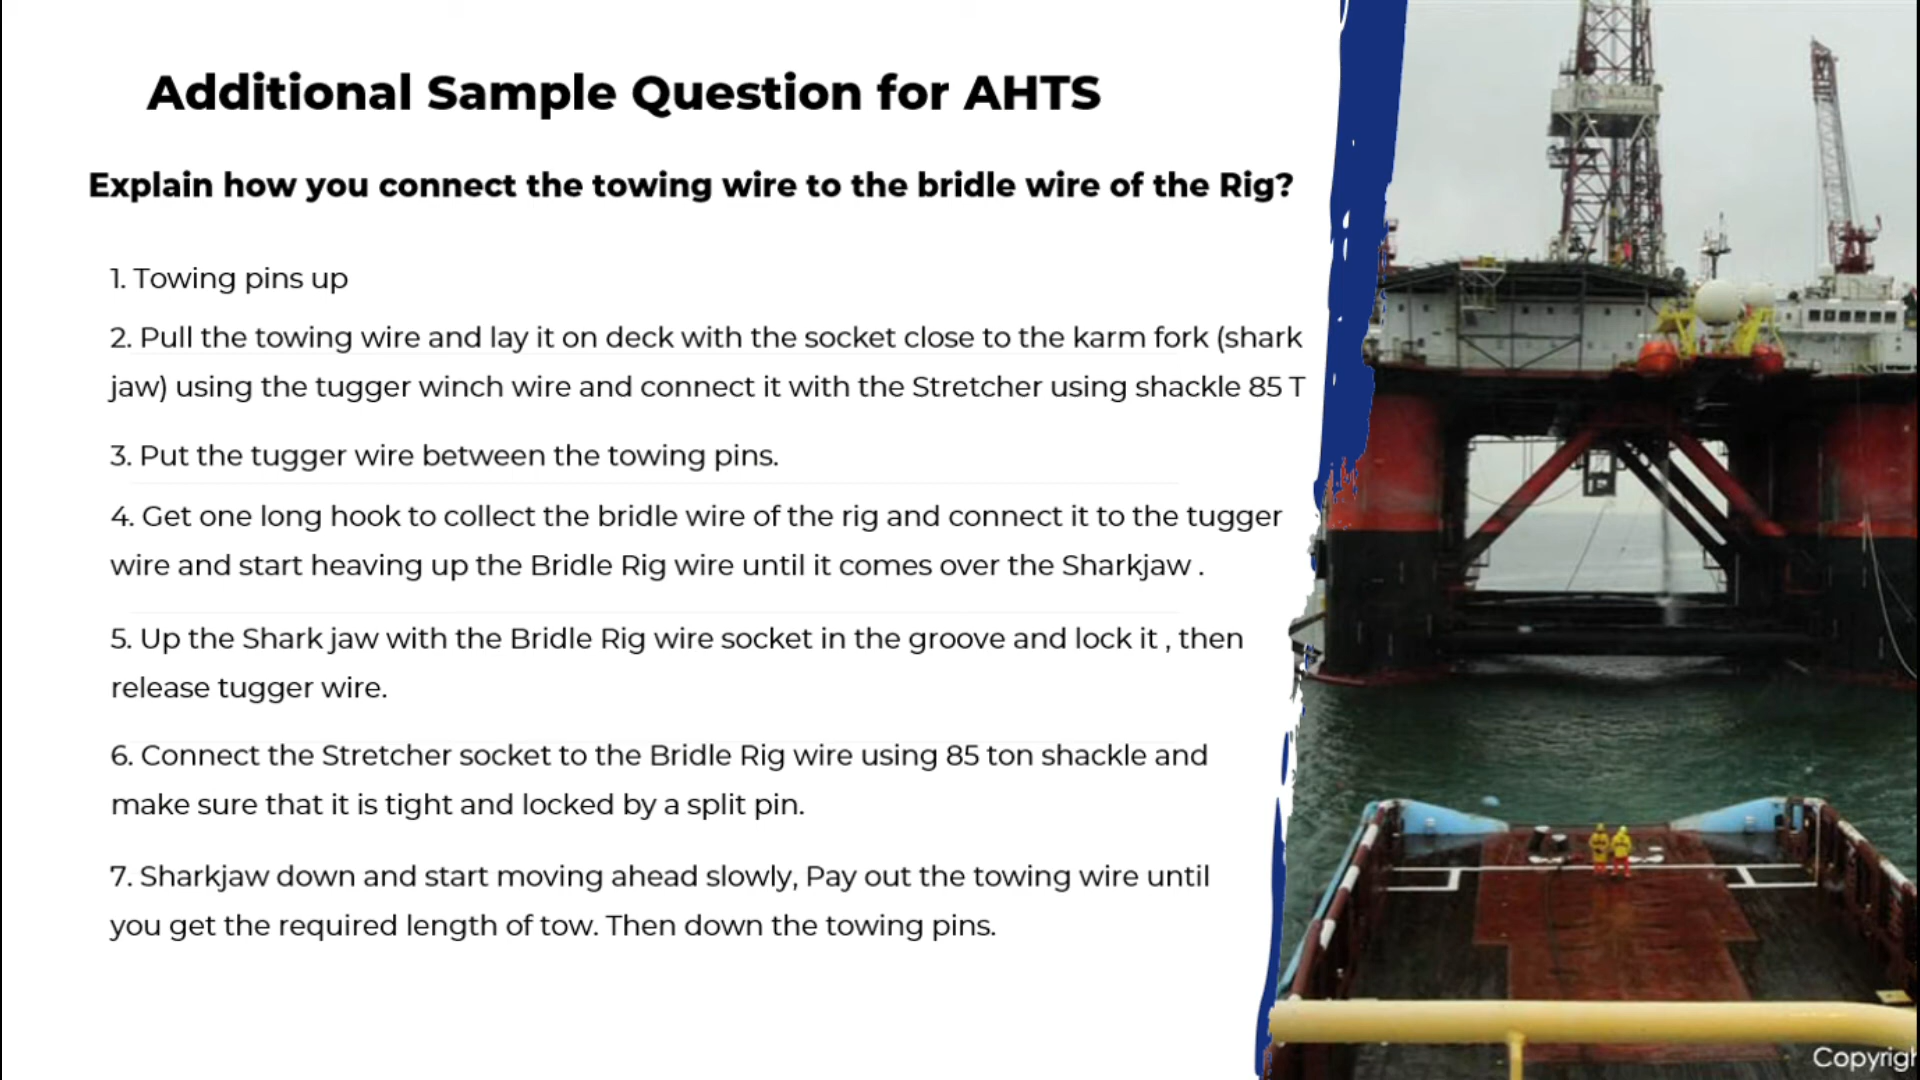 Additional Sample Question for AHTS
Explain how you connect the towing wire to the bridle wire of the Rig?
1. Towing pins up
2. Pull the towing wire and lay it on deck with the socket close to the karm fork (shark
jaw) using the tugger winch wire and connect it with the Stretcher using shackle 85 T
3. Put the tugger wire between the towing pins.
4. Get one long hook to collect the bridle wire of the rig and connect it to the tugger
wire and start heaving up the Bridle Rig wire until it comes over the Sharkjaw .
5. Up the Shark jaw with the Bridle Rig wire socket in the groove and lock it , then
release tugger wire.
6. Connect the Stretcher socket to the Bridle Rig wire using 85 ton shackle and
make sure that it is tight and locked by a split pin.
7. Sharkjaw down and start moving ahead slowly, Pay out the towing wire until
you get the required length of tow. Then down the towing pins.